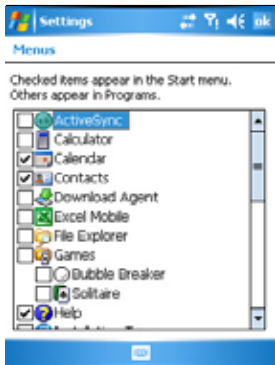 Settings
ok
Menus
Checked items appear in the Start menu.
Others appear in Programs.
ActiveSync
Calculator
Calendar
Contacts
Download Agent
Excel Mobile
File Explorer
Games
Bubble Breaker
Solitaire
Help